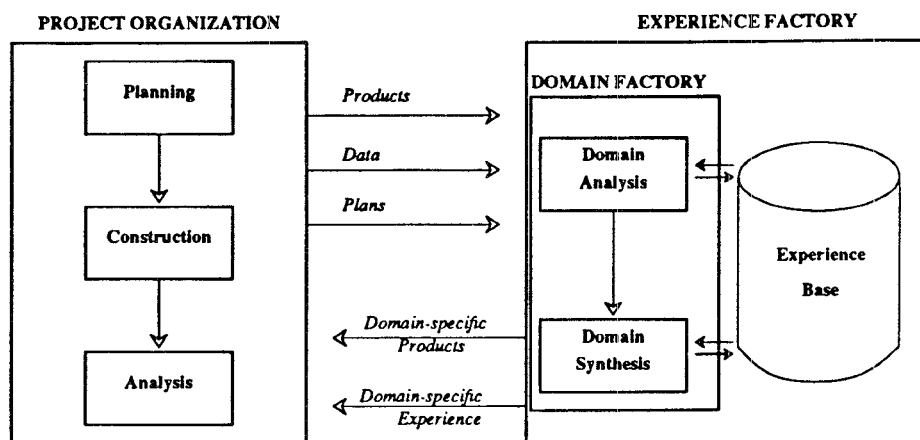 PROJECT ORGANIZATION
Planning
Construction
Analysis
Products
Data
Plans
Domain-specific
Products
Domain-specific
Experience
EXPERIENCE FACTORY
DOMAIN FACTORY
Domain
Analysis
Domain
Synthesis
Experience
Base